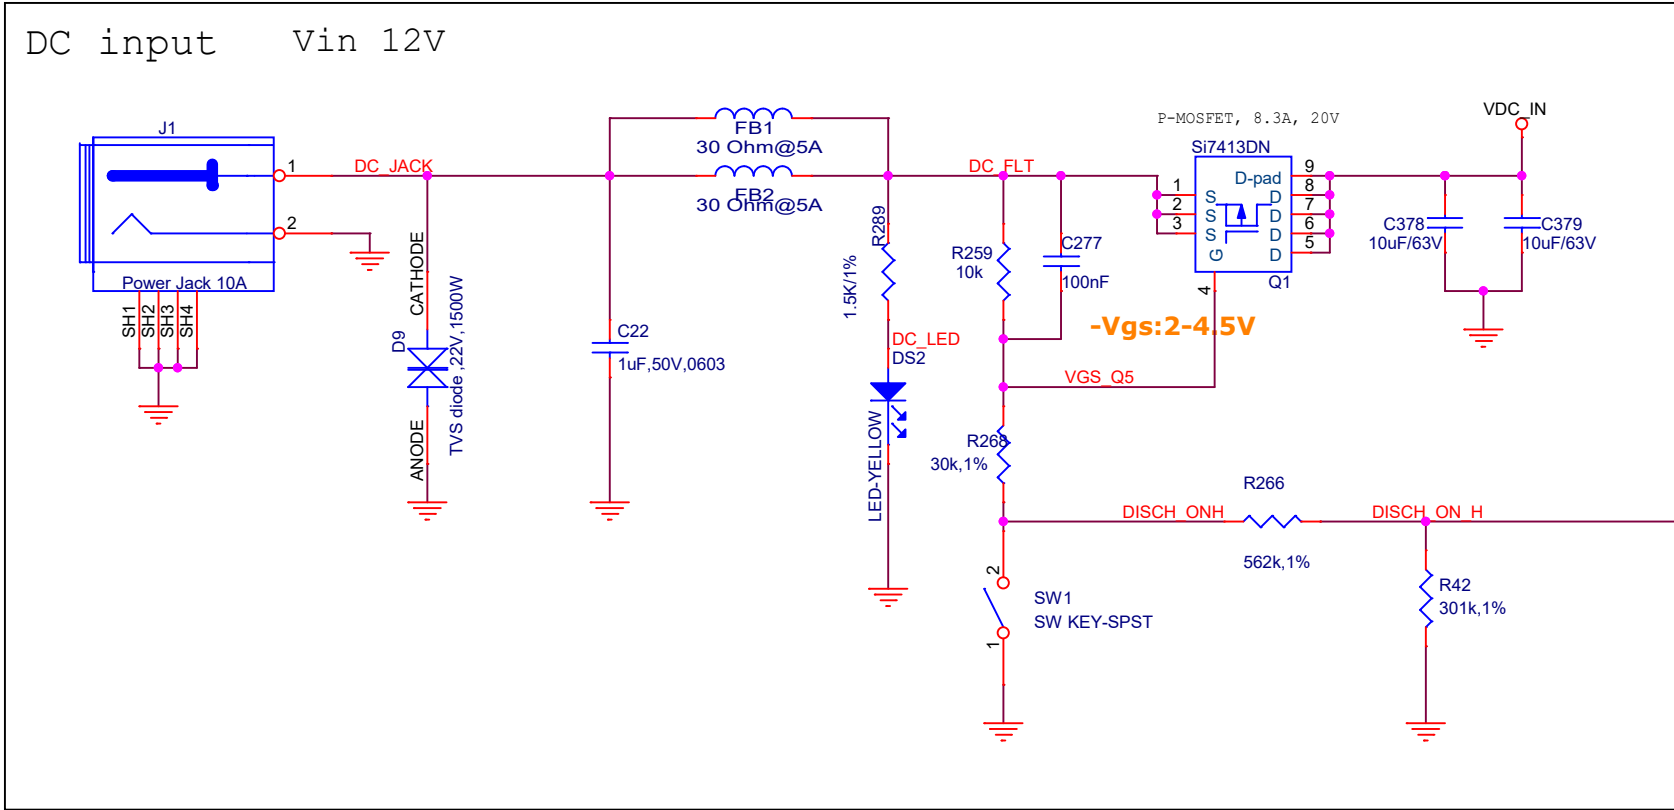 DC input Vin 12V
J1
1
2
Power Jack 10A
SH1
SH2
SH3
SH4
DC_JACK
CATHODE
D9
TVS diode ,22V,1500W
ANODE
C22
1uF,50V,0603
FB1
30 Ohm@5A
FB2
30 Ohm@5A
R289
1.5K/1%
DC_LED
DS2
LED-YELLOW
DC_FLT
R259
10k
C277
100nF
P-MOSFET, 8.3A, 20V
Si7413DN
D-pad
1
2
3
S
S
S
G
D
D
D
D
9
8
7
6
5
4
Q1
-Vgs:2-4.5V
VGS_Q5
VDC_IN
C378
10uF/63V
C379
10uF/63V
R268
30k,1%
DISCH_ONH
R266
562k,1%
DISCH_ON_H
R42
301k,1%
2
1
SW1
SW KEY-SPST